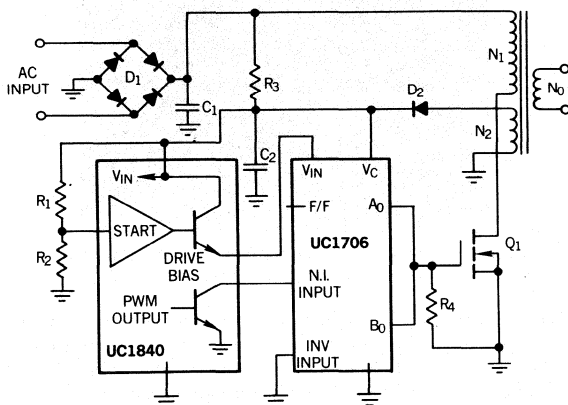 N1
AC
INPUT
D1
R3
N0
C1
D2
N2
C2
R1
VIN
VIN
VC
START
F/F
A0
R2
UC1706
Q1
DRIVE
BIAS
N.I.
INPUT
R4
PWM
OUTPUT
B0
INV
INPUT
UC1840